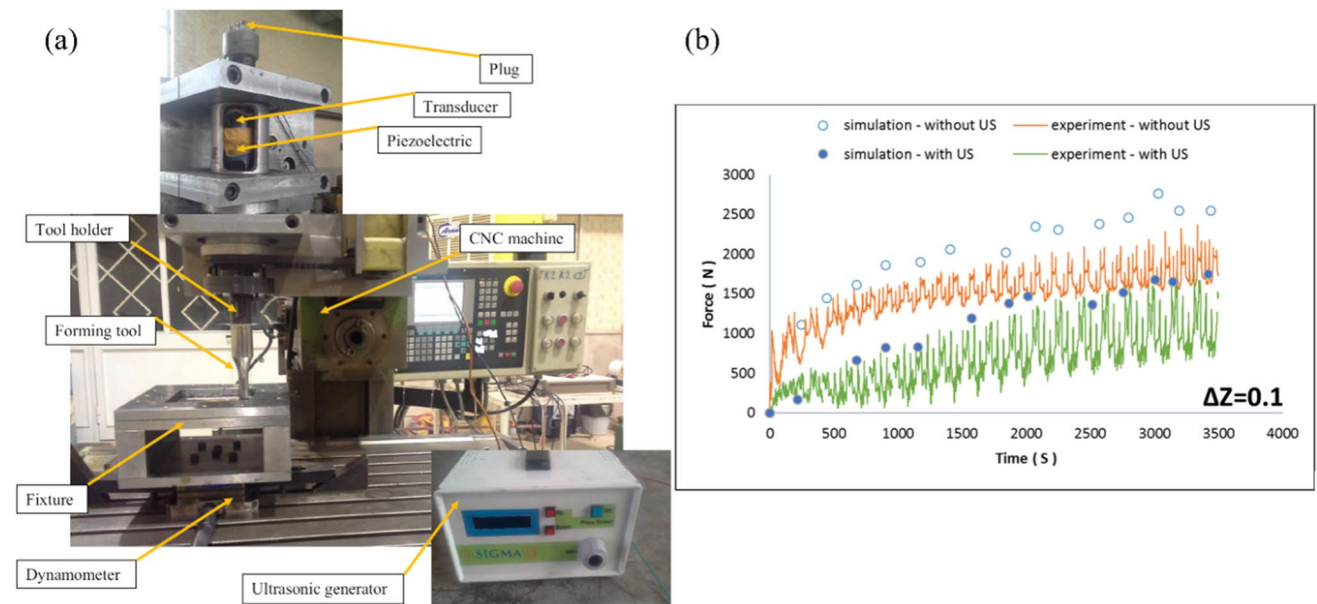 (a)
Plug
Transducer
Piezoelectric
Tool holder
CNC machine
Forming tool
Fixture
Dynamometer
Ultrasonic generator
SIGMA
(b)
simulation - without US
experiment - without US
simulation - with US
experiment - with US
3000
2500
2000
1500
1000
500
0
Force ( N )
ΔZ=0.1
0 500 1000 1500 2000 2500 3000 3500 4000
Time ( S )